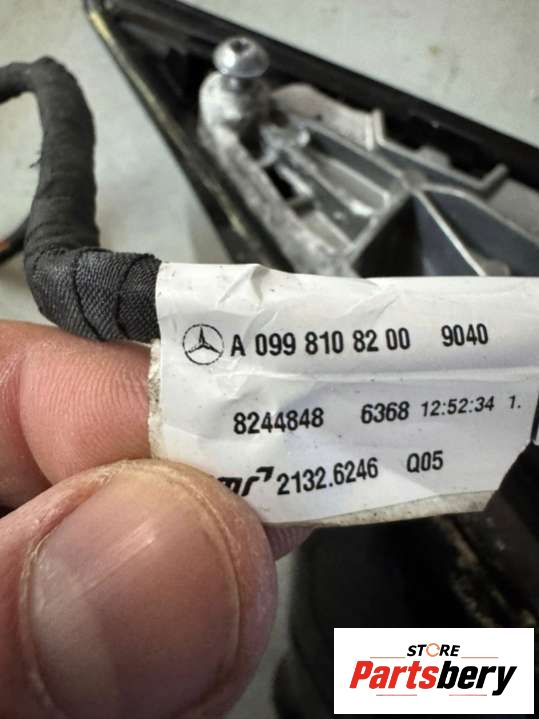 A 099 810 82 00 9040
8244848 6368 12:52:34 1.
2132.6246 Q05
STORE
Partsbery